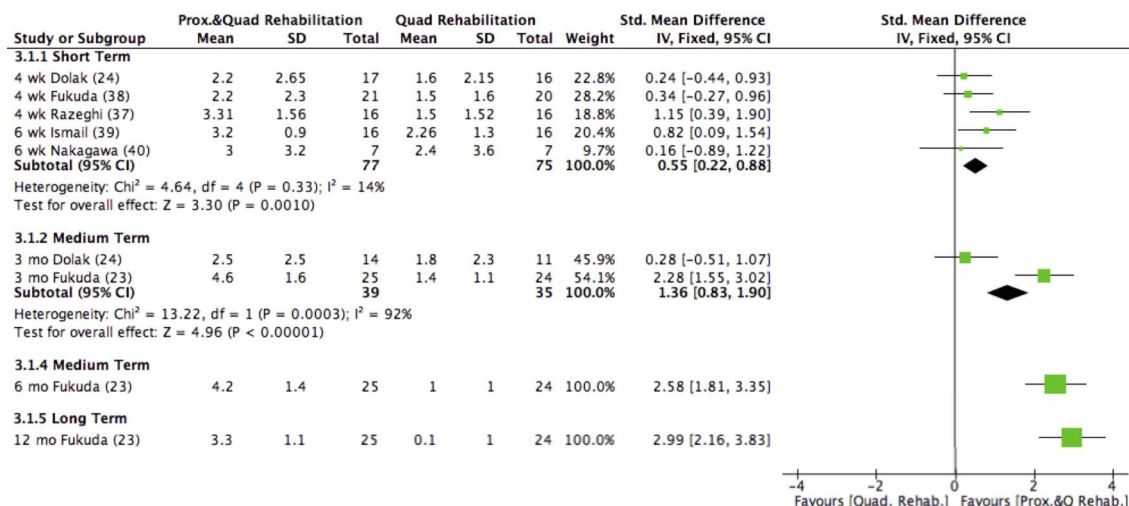 Prox.&Quad Rehabilitation Quad Rehabilitation Std. Mean Difference Std. Mean Difference
Study or Subgroup Mean SD Total Mean SD Total Weight IV, Fixed, 95% CI IV, Fixed, 95% CI
3.1.1 Short Term
4 wk Dolak (24) 2.2 2.65 17 1.6 2.15 16 22.8% 0.24 [-0.44, 0.93]
4 wk Fukuda (38) 2.2 2.3 21 1.5 1.6 20 28.2% 0.34 [-0.27, 0.96]
4 wk Razeghi (37) 3.31 1.56 16 1.5 1.52 16 18.8% 1.15 [0.39, 1.90]
6 wk Ismail (39) 3.2 0.9 16 2.26 1.3 16 20.4% 0.82 [0.09, 1.54]
6 wk Nakagawa (40) 3 3.2 7 2.4 3.6 7 9.7% 0.16 [-0.89, 1.22]
Subtotal (95% CI) 77 75 100.0% 0.55 [0.22, 0.88]
Heterogeneity: Chi² = 4.64, df = 4 (P = 0.33); I² = 14%
Test for overall effect: Z = 3.30 (P = 0.0010)
3.1.2 Medium Term
3 mo Dolak (24) 2.5 2.5 14 1.8 2.3 11 45.9% 0.28 [-0.51, 1.07]
3 mo Fukuda (23) 4.6 1.6 25 1.4 1.1 24 54.1% 2.28 [1.55, 3.02]
Subtotal (95% CI) 39 35 100.0% 1.36 [0.83, 1.90]
Heterogeneity: Chi² = 13.22, df = 1 (P = 0.0003); I² = 92%
Test for overall effect: Z = 4.96 (P < 0.00001)
3.1.4 Medium Term
6 mo Fukuda (23) 4.2 1.4 25 1 1 24 100.0% 2.58 [1.81, 3.35]
3.1.5 Long Term
12 mo Fukuda (23) 3.3 1.1 25 0.1 1 24 100.0% 2.99 [2.16, 3.83]
-4 -2 0 2 4
Favours [Quad. Rehab.] Favours [Prox.&Q Rehab.]